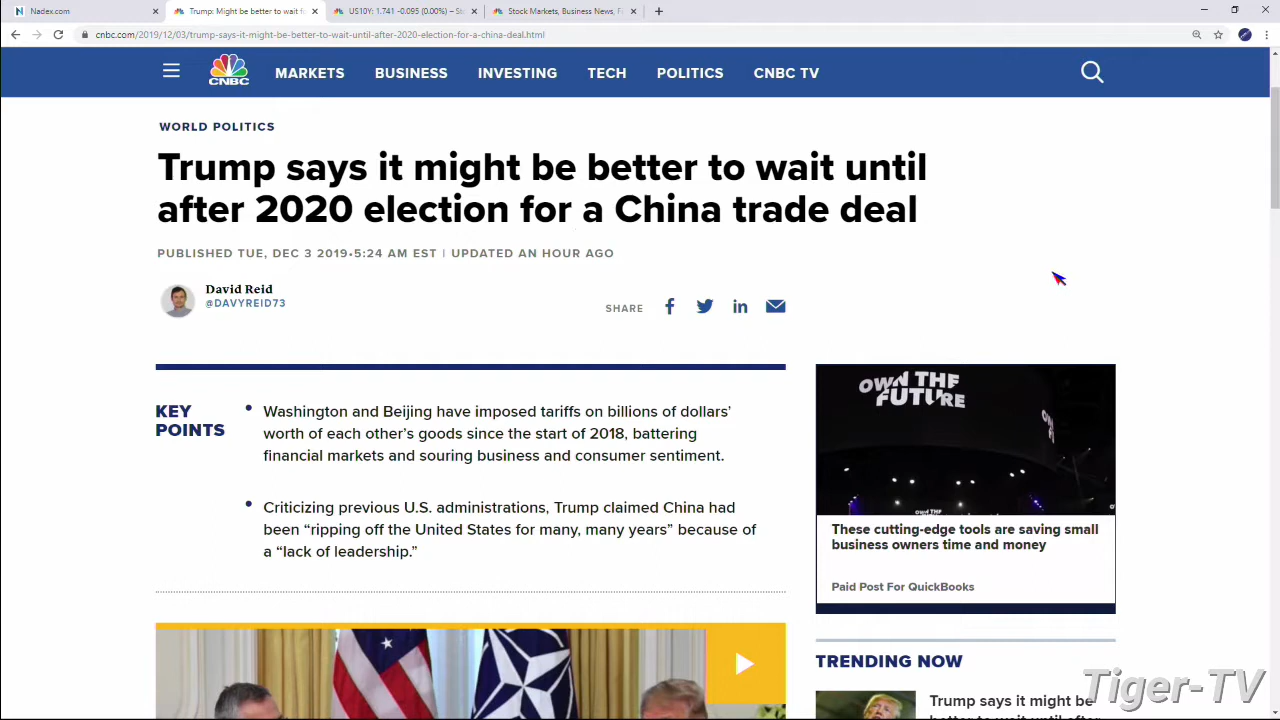 Nadex.com
Trump: Might be better to wait fo
US10Y: 1.741 -0.095 (0.00%) – St
Stock Markets, Business News, F
cnbc.com/2019/12/03/trump-says-it-might-be-better-to-wait-until-after-2020-election-for-a-china-deal.html
CNBC
MARKETS BUSINESS INVESTING TECH POLITICS CNBC TV
WORLD POLITICS
Trump says it might be better to wait until
after 2020 election for a China trade deal
PUBLISHED TUE, DEC 3 2019•5:24 AM EST | UPDATED AN HOUR AGO
David Reid
@DAVYREID73
SHARE
KEY
POINTS
Washington and Beijing have imposed tariffs on billions of dollars’
worth of each other’s goods since the start of 2018, battering
financial markets and souring business and consumer sentiment.
Criticizing previous U.S. administrations, Trump claimed China had
been “ripping off the United States for many, many years” because of
a “lack of leadership.”
OWN THE
FUTURE
These cutting-edge tools are saving small
business owners time and money
Paid Post For QuickBooks
TRENDING NOW
Trump says it might be
better to wait until after
Tiger-TV